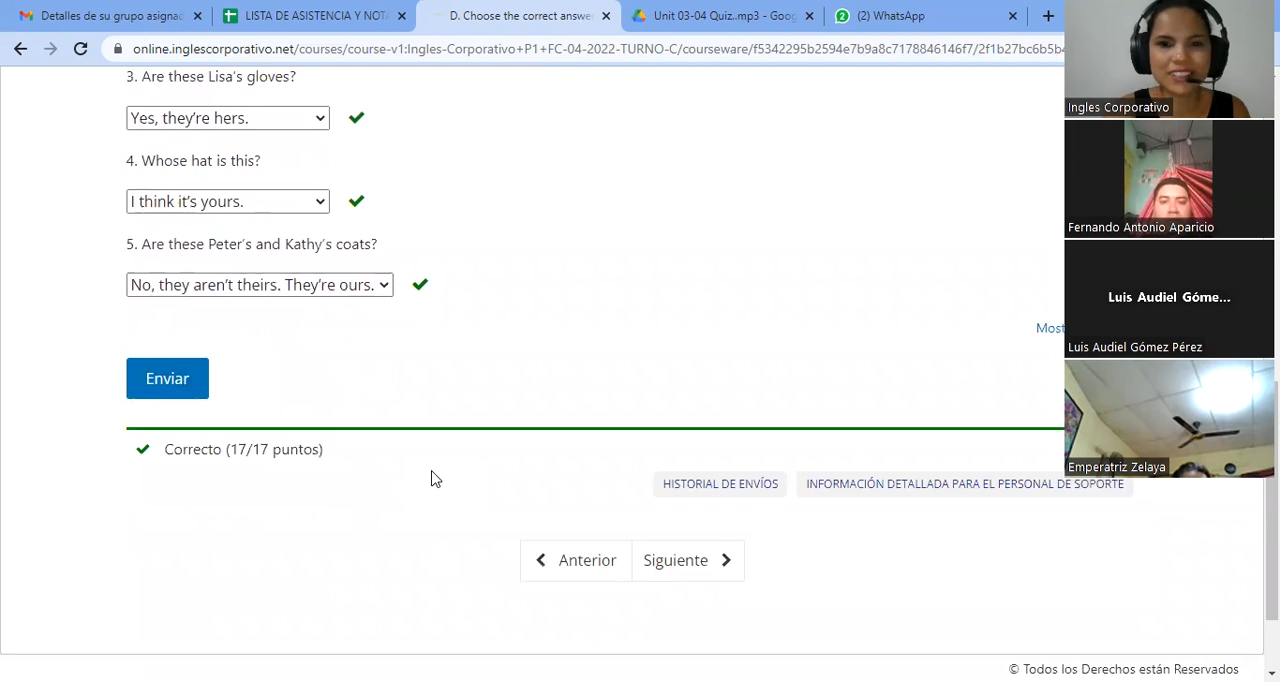 Detalles de su grupo asignad
LISTA DE ASISTENCIA Y NOTA
D. Choose the correct answer
Unit 03-04 Quiz..mp3 - Goog
(2) WhatsApp
online.inglescorporativo.net/courses/course-v1:Ingles-Corporativo+P1+FC-04-2022-TURNO-C/courseware/f5342295b2594e7b9a8c7178846146f7/2f1b27bc6b5b4
Ingles Corporativo
3. Are these Lisa's gloves?
Yes, they're hers.
4. Whose hat is this?
I think it's yours.
Fernando Antonio Aparicio
5. Are these Peter's and Kathy's coats?
No, they aren't theirs. They're ours.
Luis Audiel Góme...
Most
Luis Audiel Gómez Pérez
Enviar
Correcto (17/17 puntos)
Emperatriz Zelaya
HISTORIAL DE ENVÍOS
INFORMACIÓN DETALLADA PARA EL PERSONAL DE SOPORTE
Anterior
Siguiente
© Todos los Derechos están Reservados